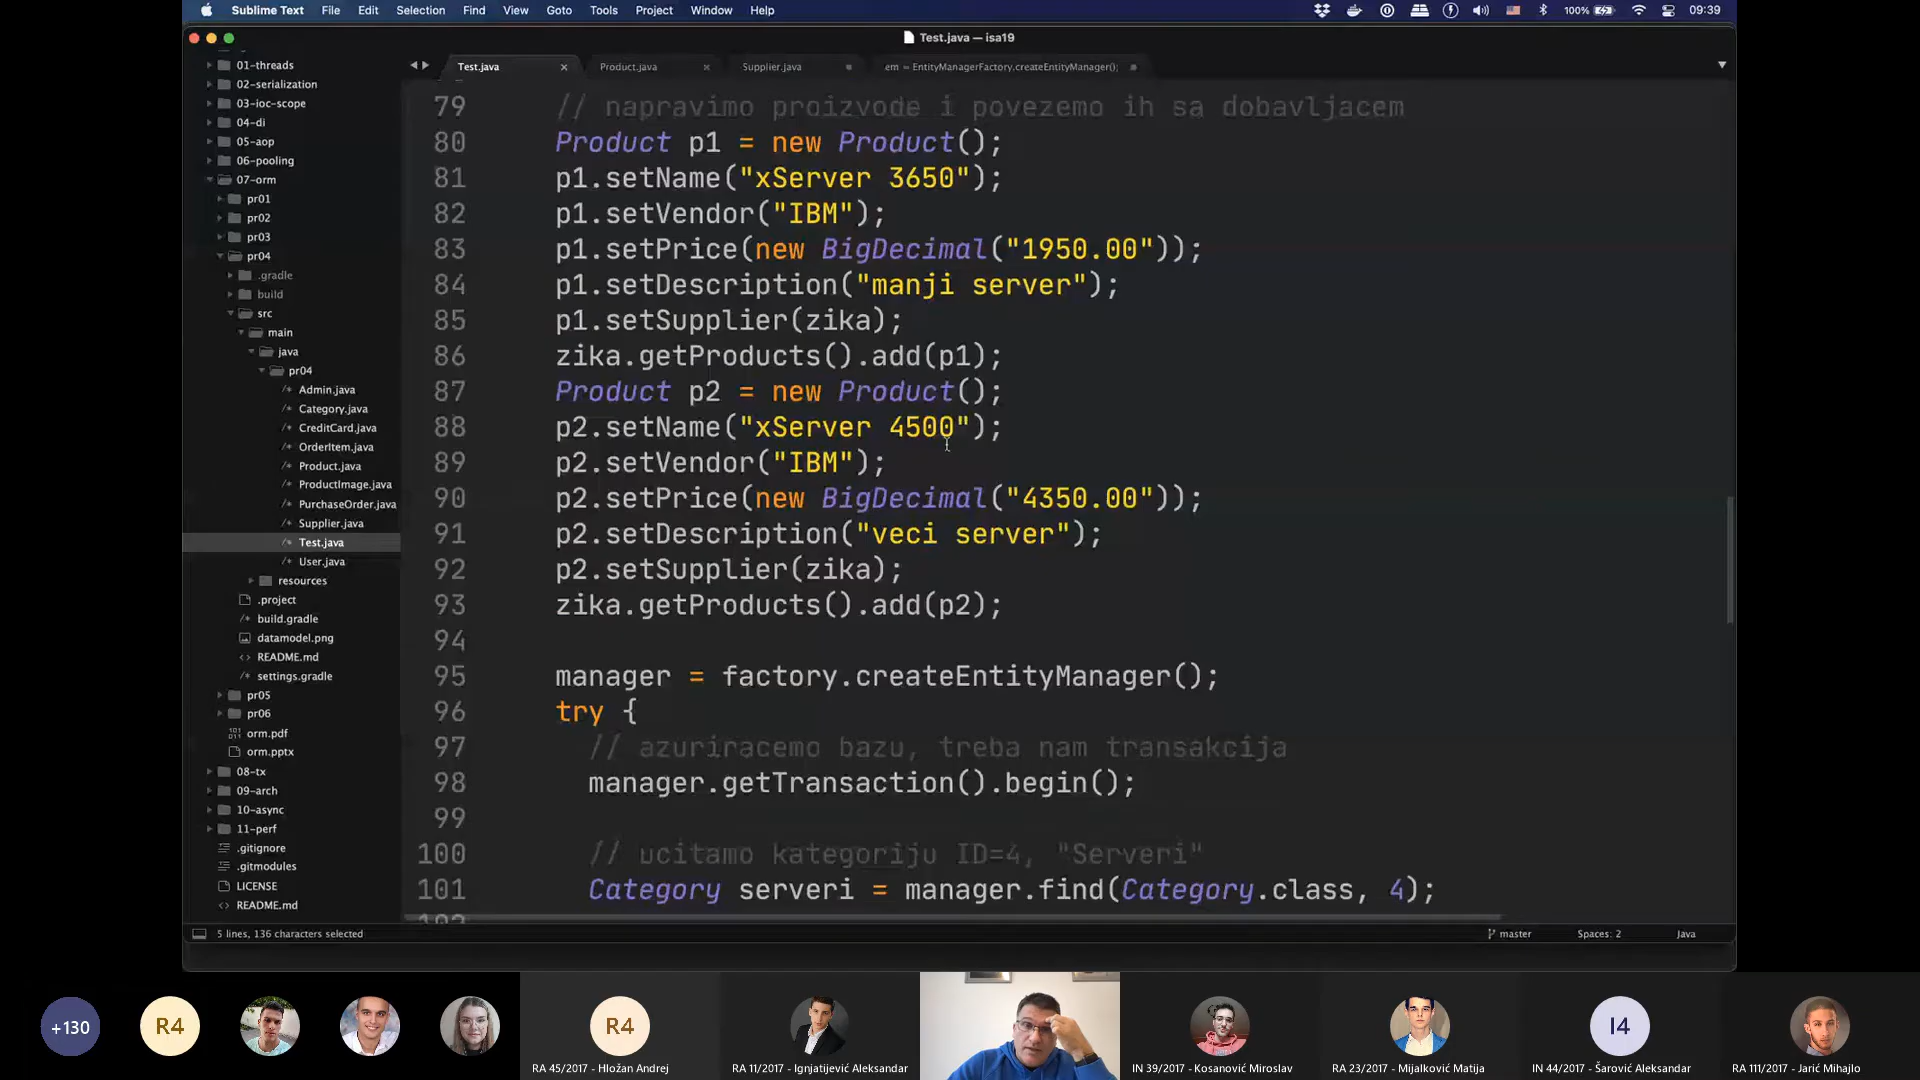 Sublime Text File Edit Selection Find View Goto Tools Project Window Help 100% 09:39
Test.java — isa19
Test.java Product.java Supplier.java em = EntityManagerFactory.createEntityManager();
01-threads
02-serialization
03-ioc-scope
04-di
05-aop
06-pooling
07-orm
pr01
pr02
pr03
pr04
.gradle
build
src
main
java
pr04
Admin.java
Category.java
CreditCard.java
OrderItem.java
Product.java
ProductImage.java
PurchaseOrder.java
Supplier.java
Test.java
User.java
resources
.project
build.gradle
datamodel.png
README.md
settings.gradle
pr05
pr06
orm.pdf
orm.pptx
08-tx
09-arch
10-async
11-perf
.gitignore
.gitmodules
LICENSE
README.md
79 // napravimo proizvode i povezemo ih sa dobavljacem
80 Product p1 = new Product();
81 p1.setName("xServer 3650");
82 p1.setVendor("IBM");
83 p1.setPrice(new BigDecimal("1950.00"));
84 p1.setDescription("manji server");
85 p1.setSupplier(zika);
86 zika.getProducts().add(p1);
87 Product p2 = new Product();
88 p2.setName("xServer 4500");
89 p2.setVendor("IBM");
90 p2.setPrice(new BigDecimal("4350.00"));
91 p2.setDescription("veci server");
92 p2.setSupplier(zika);
93 zika.getProducts().add(p2);
94
95 manager = factory.createEntityManager();
96 try {
97 // azuriracemo bazu, treba nam transakcija
98 manager.getTransaction().begin();
99
100 // ucitamo kategoriju ID=4, "Serveri"
101 Category serveri = manager.find(Category.class, 4);
102
5 lines, 136 characters selected master Spaces: 2 Java
+130 R4 R4 I4
RA 45/2017 - Hložan Andrej RA 11/2017 - Ignjatijević Aleksandar IN 39/2017 - Kosanović Miroslav RA 23/2017 - Mijalković Matija IN 44/2017 - Šarović Aleksandar RA 111/2017 - Jarić Mihajlo